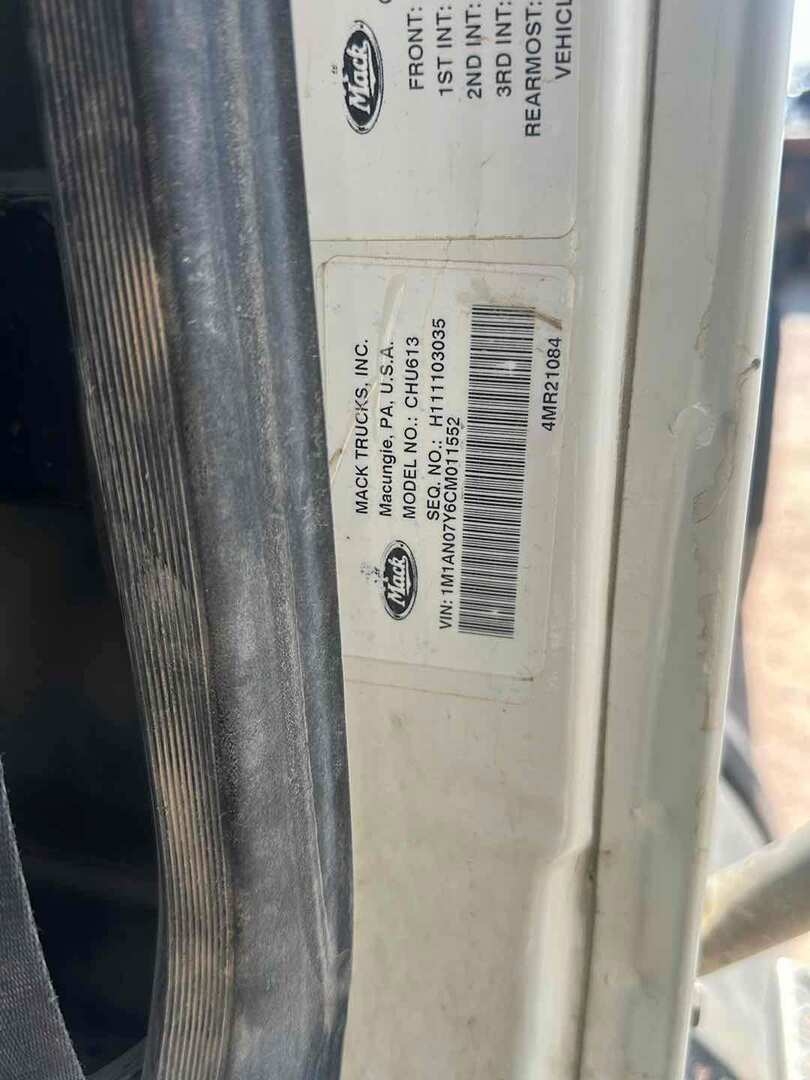 Mack
FRONT:
1ST INT:
2ND INT:
3RD INT:
REARMOST:
VEHICL
MACK TRUCKS, INC.
Macungie, PA, U.S.A.
MODEL NO.: CHU613
SEQ. NO.: H111103035
Mack
VIN: 1M1AN07Y6CM011552
4MR21084